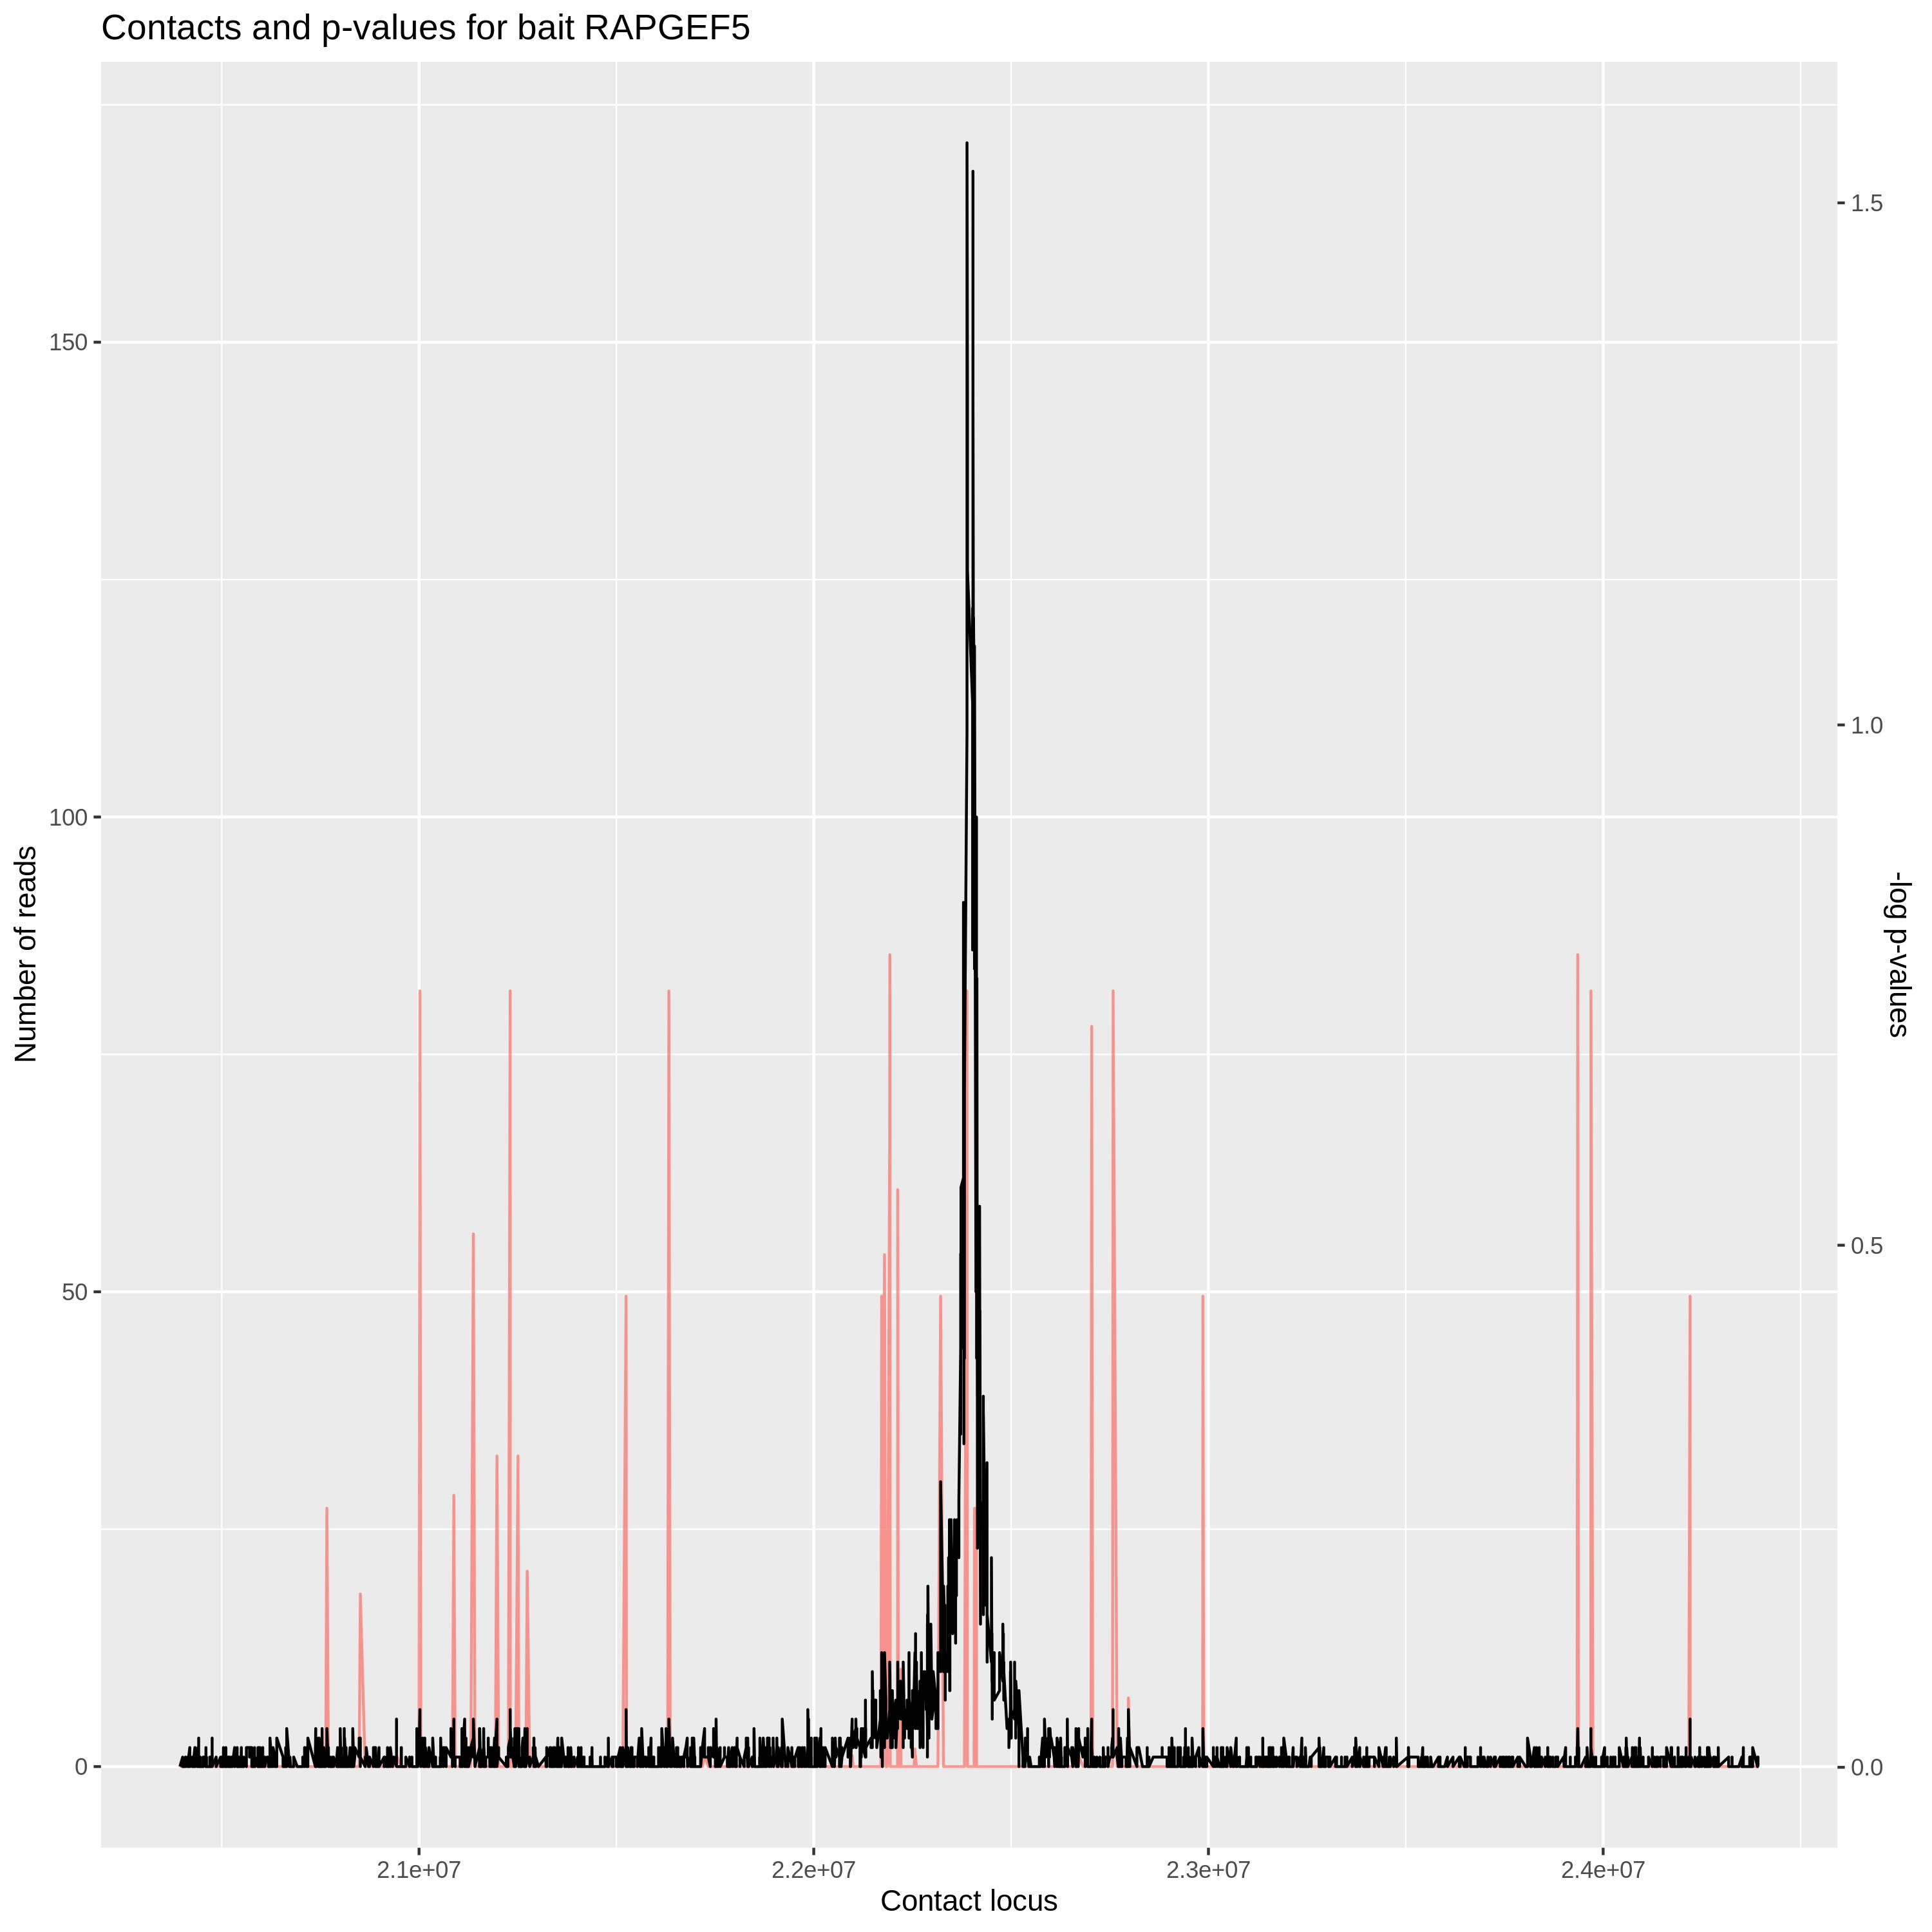 Contacts and p-values for bait RAPGEF5
150
100
50
0
Number of reads
1.5
1.0
0.5
0.0
-log p-values
2.1e+07
2.2e+07
2.3e+07
2.4e+07
Contact locus